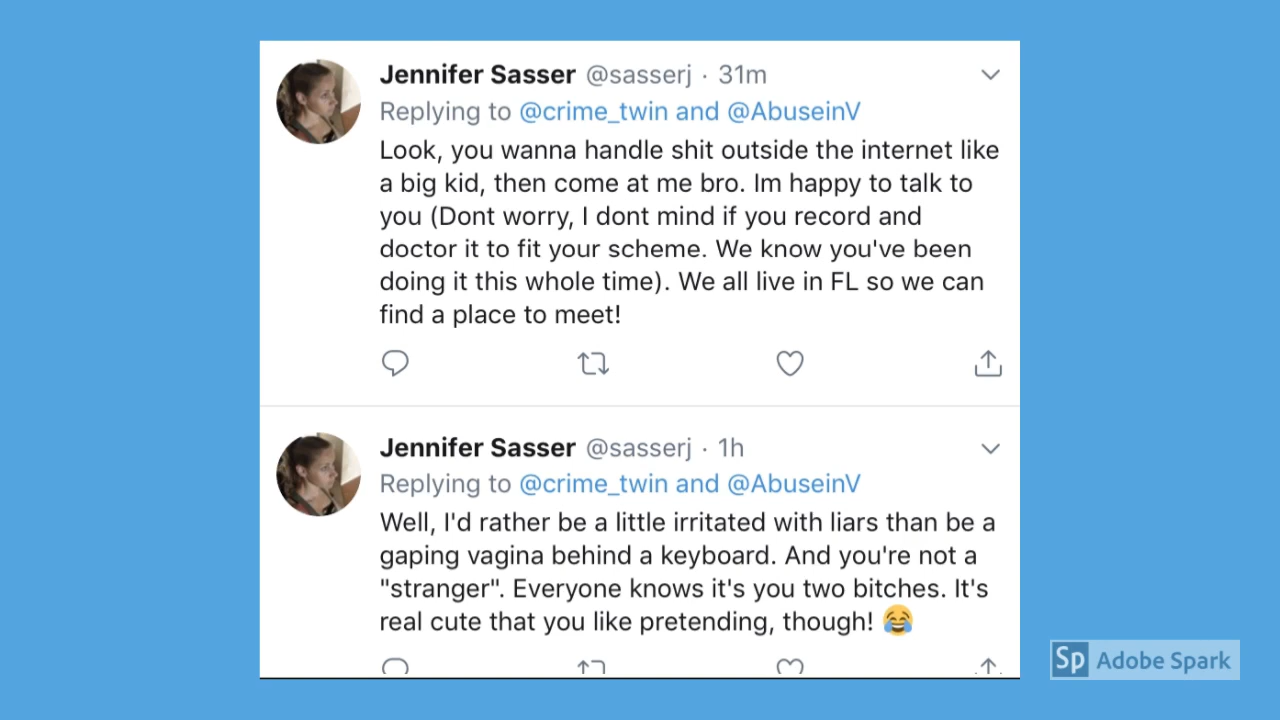 Jennifer Sasser @sasserj · 31m
Replying to @crime_twin and @AbuseinV
Look, you wanna handle shit outside the internet like
a big kid, then come at me bro. Im happy to talk to
you (Dont worry, I dont mind if you record and
doctor it to fit your scheme. We know you've been
doing it this whole time). We all live in FL so we can
find a place to meet!
Jennifer Sasser @sasserj · 1h
Replying to @crime_twin and @AbuseinV
Well, I'd rather be a little irritated with liars than be a
gaping vagina behind a keyboard. And you're not a
"stranger". Everyone knows it's you two bitches. It's
real cute that you like pretending, though! 😂
Sp Adobe Spark